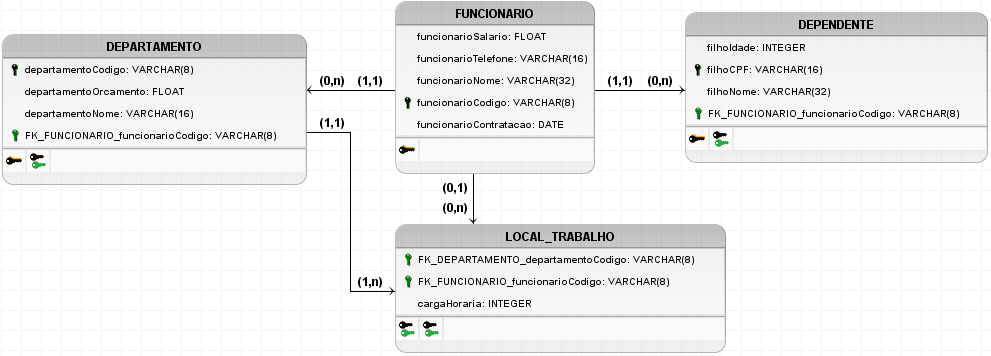 DEPARTAMENTO
departamentoCodigo: VARCHAR(8)
departamentoOrcamento: FLOAT
departamentoNome: VARCHAR(16)
FK_FUNCIONARIO_funcionarioCodigo: VARCHAR(8)
(0,n) (1,1)
(1,1)
FUNCIONARIO
funcionarioSalario: FLOAT
funcionarioTelefone: VARCHAR(16)
funcionarioNome: VARCHAR(32)
funcionarioCodigo: VARCHAR(8)
funcionarioContratacao: DATE
(1,1) (0,n)
DEPENDENTE
filhoIdade: INTEGER
filhoCPF: VARCHAR(16)
filhoNome: VARCHAR(32)
FK_FUNCIONARIO_funcionarioCodigo: VARCHAR(8)
(0,1)
(0,n)
(1,n)
LOCAL_TRABALHO
FK_DEPARTAMENTO_departamentoCodigo: VARCHAR(8)
FK_FUNCIONARIO_funcionarioCodigo: VARCHAR(8)
cargaHoraria: INTEGER